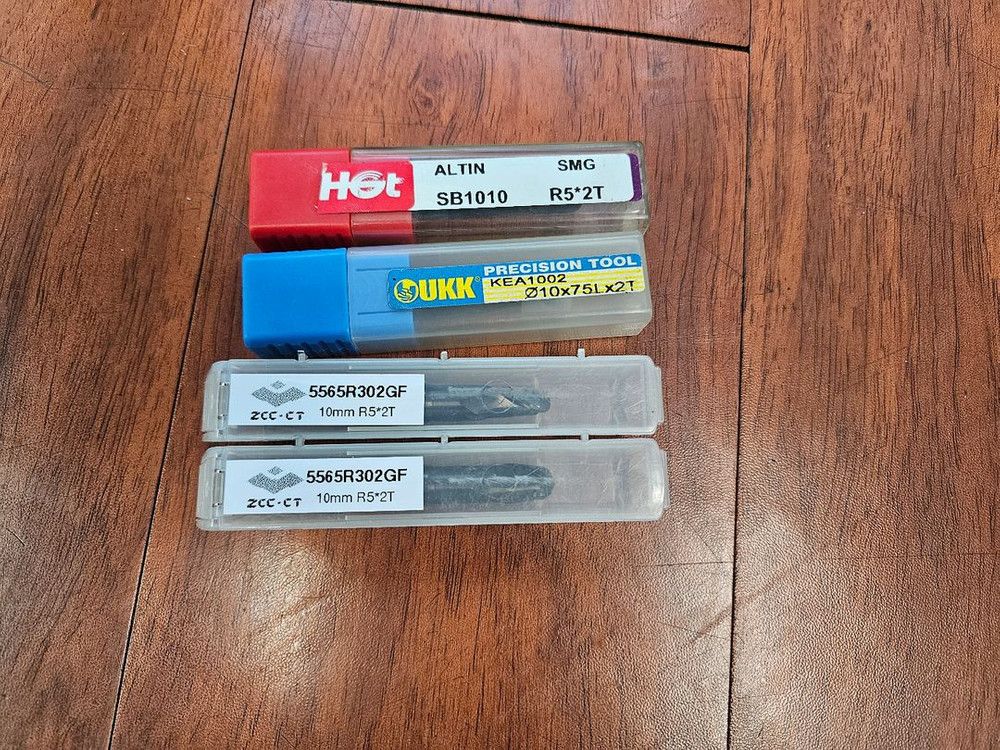 Hot
ALTIN SMG
SB1010 R5*2T
UKK PRECISION TOOL
KEA1002
Ø10x75Lx2T
5565R302GF
ZCC-CT 10mm R5*2T
5565R302GF
ZCC-CT 10mm R5*2T